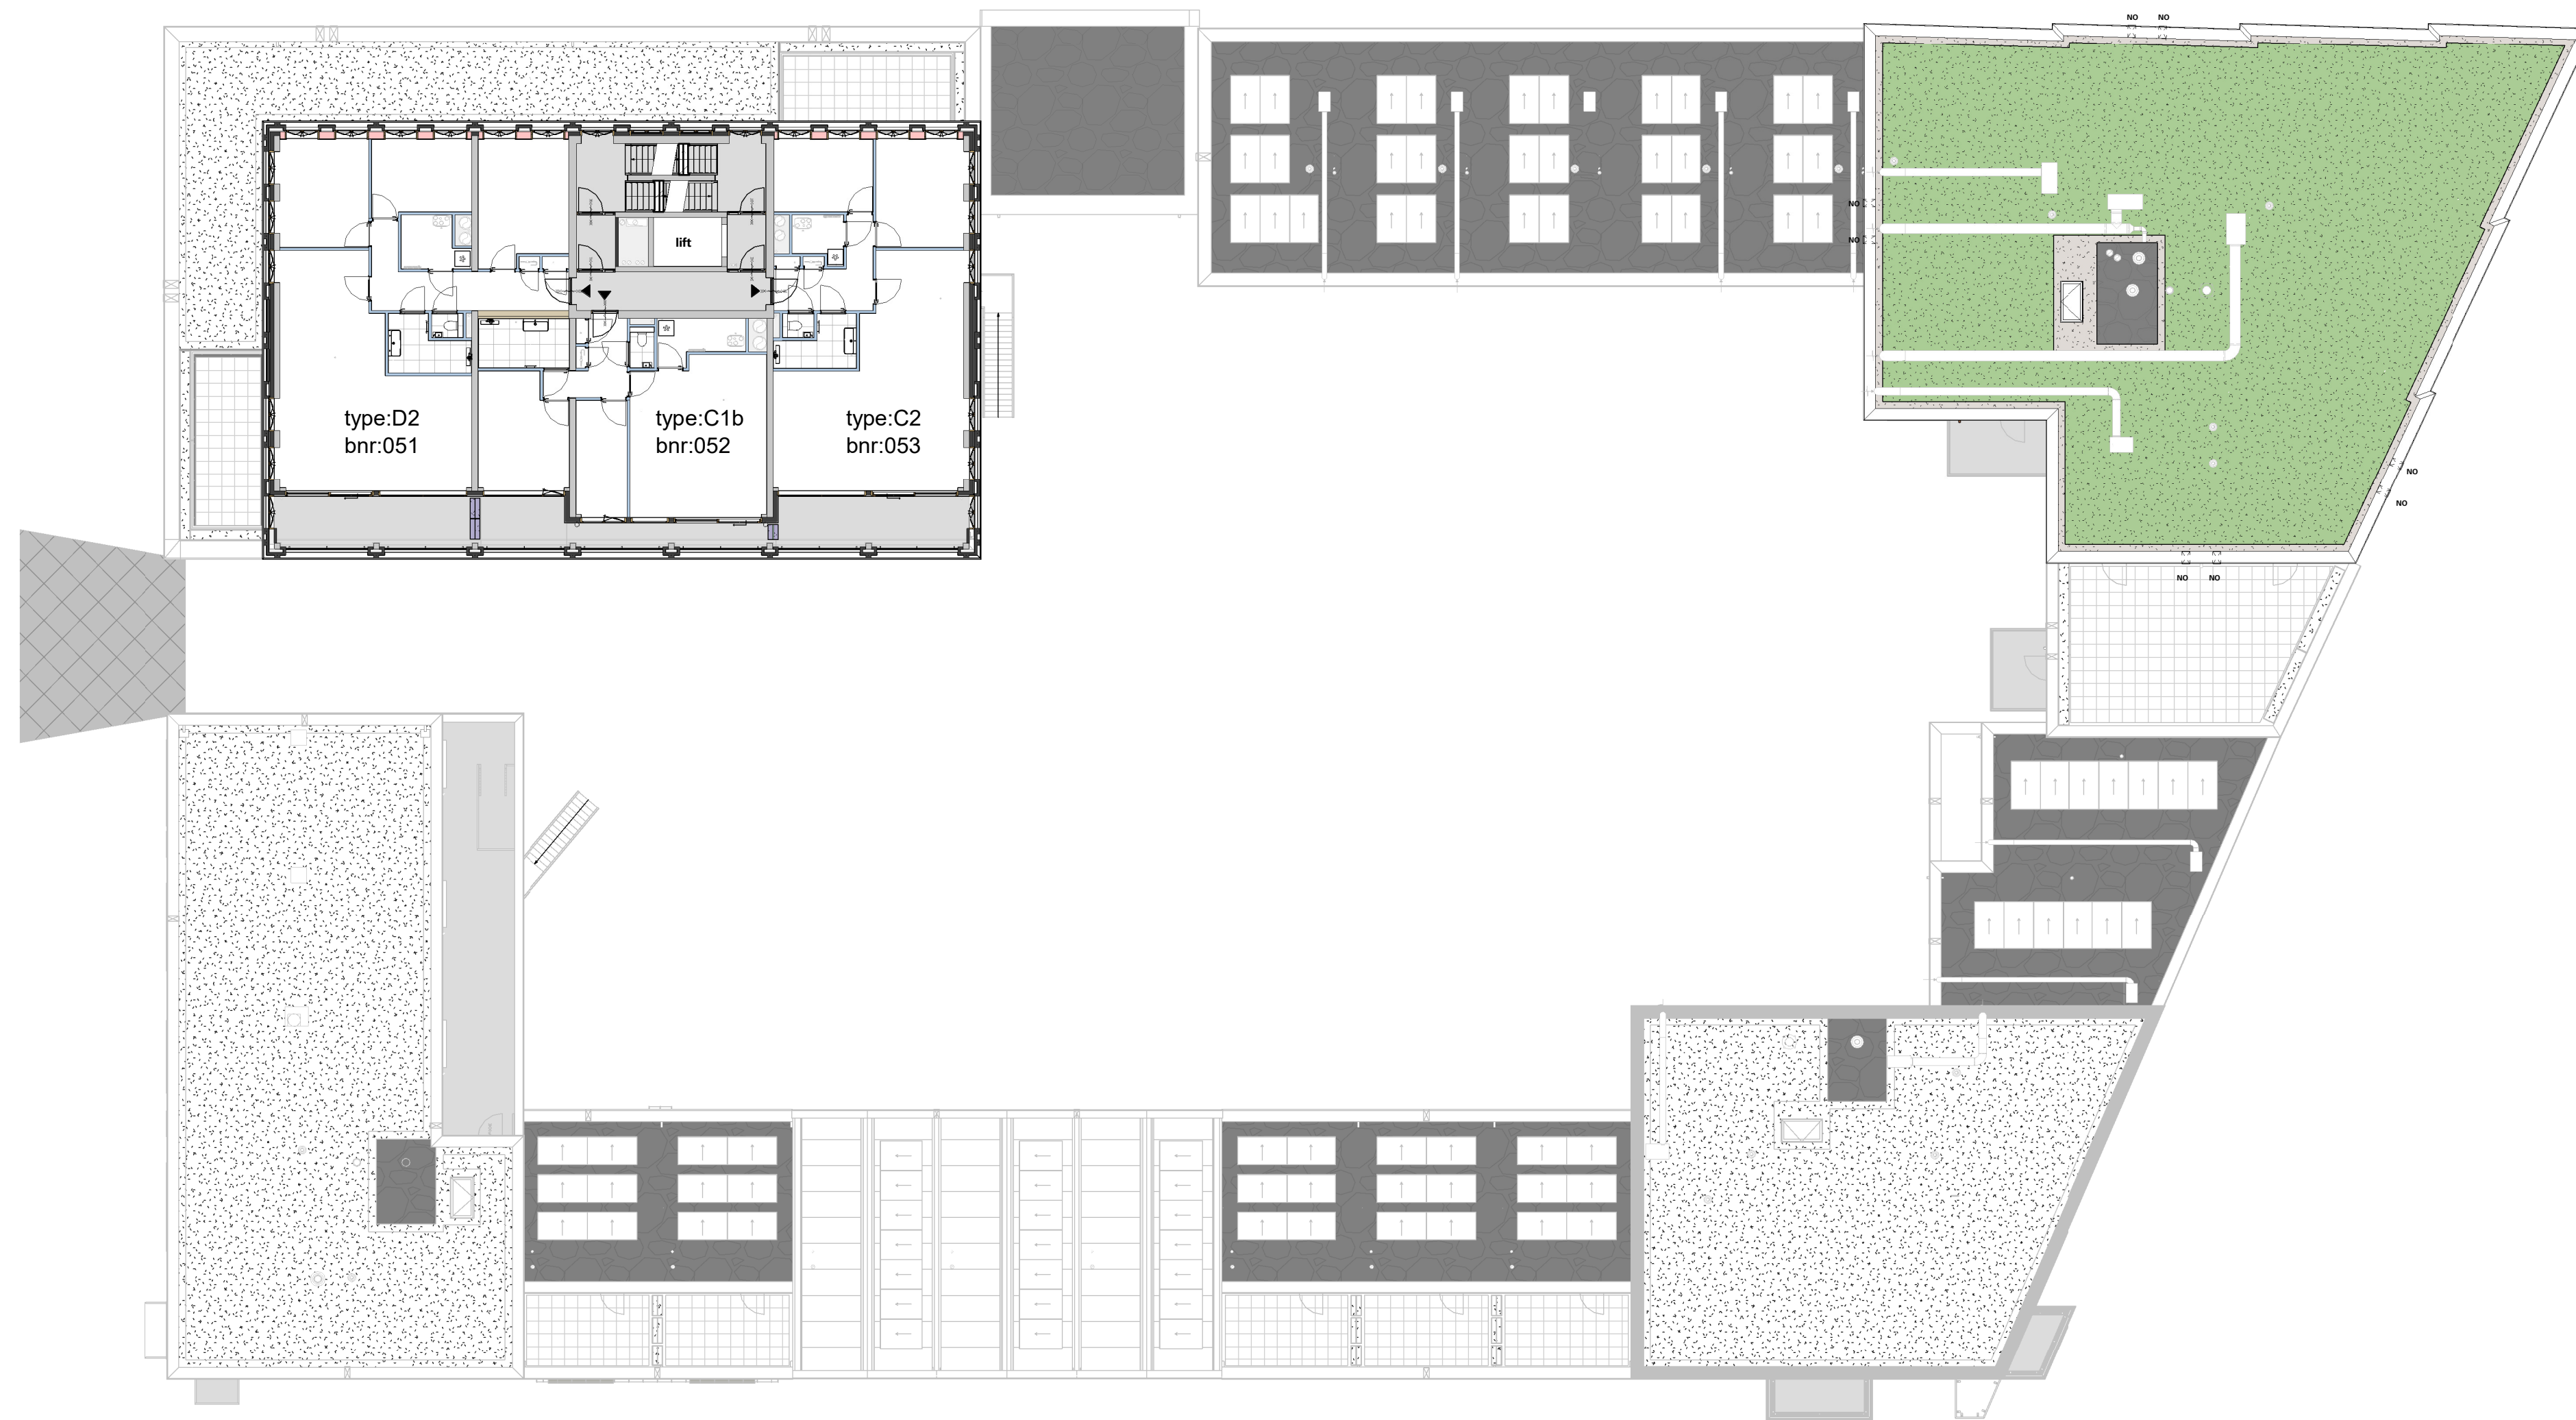 NO NO
NO
NO
lift
type:D2
bnr:051
type:C1b
bnr:052
type:C2
bnr:053
NO
NO
NO NO